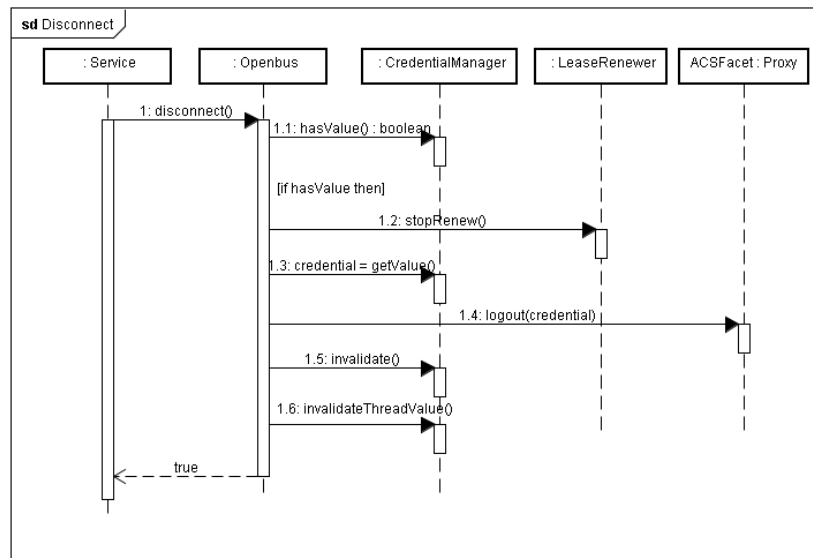 sd Disconnect
: Service
: Openbus
: CredentialManager
: LeaseRenewer
ACSFacet : Proxy
1: disconnect()
1.1: hasValue() : boolean
[if hasValue then]
1.2: stopRenew()
1.3: credential = getValue()
1.4: logout(credential)
1.5: invalidate()
1.6: invalidateThreadValue()
true